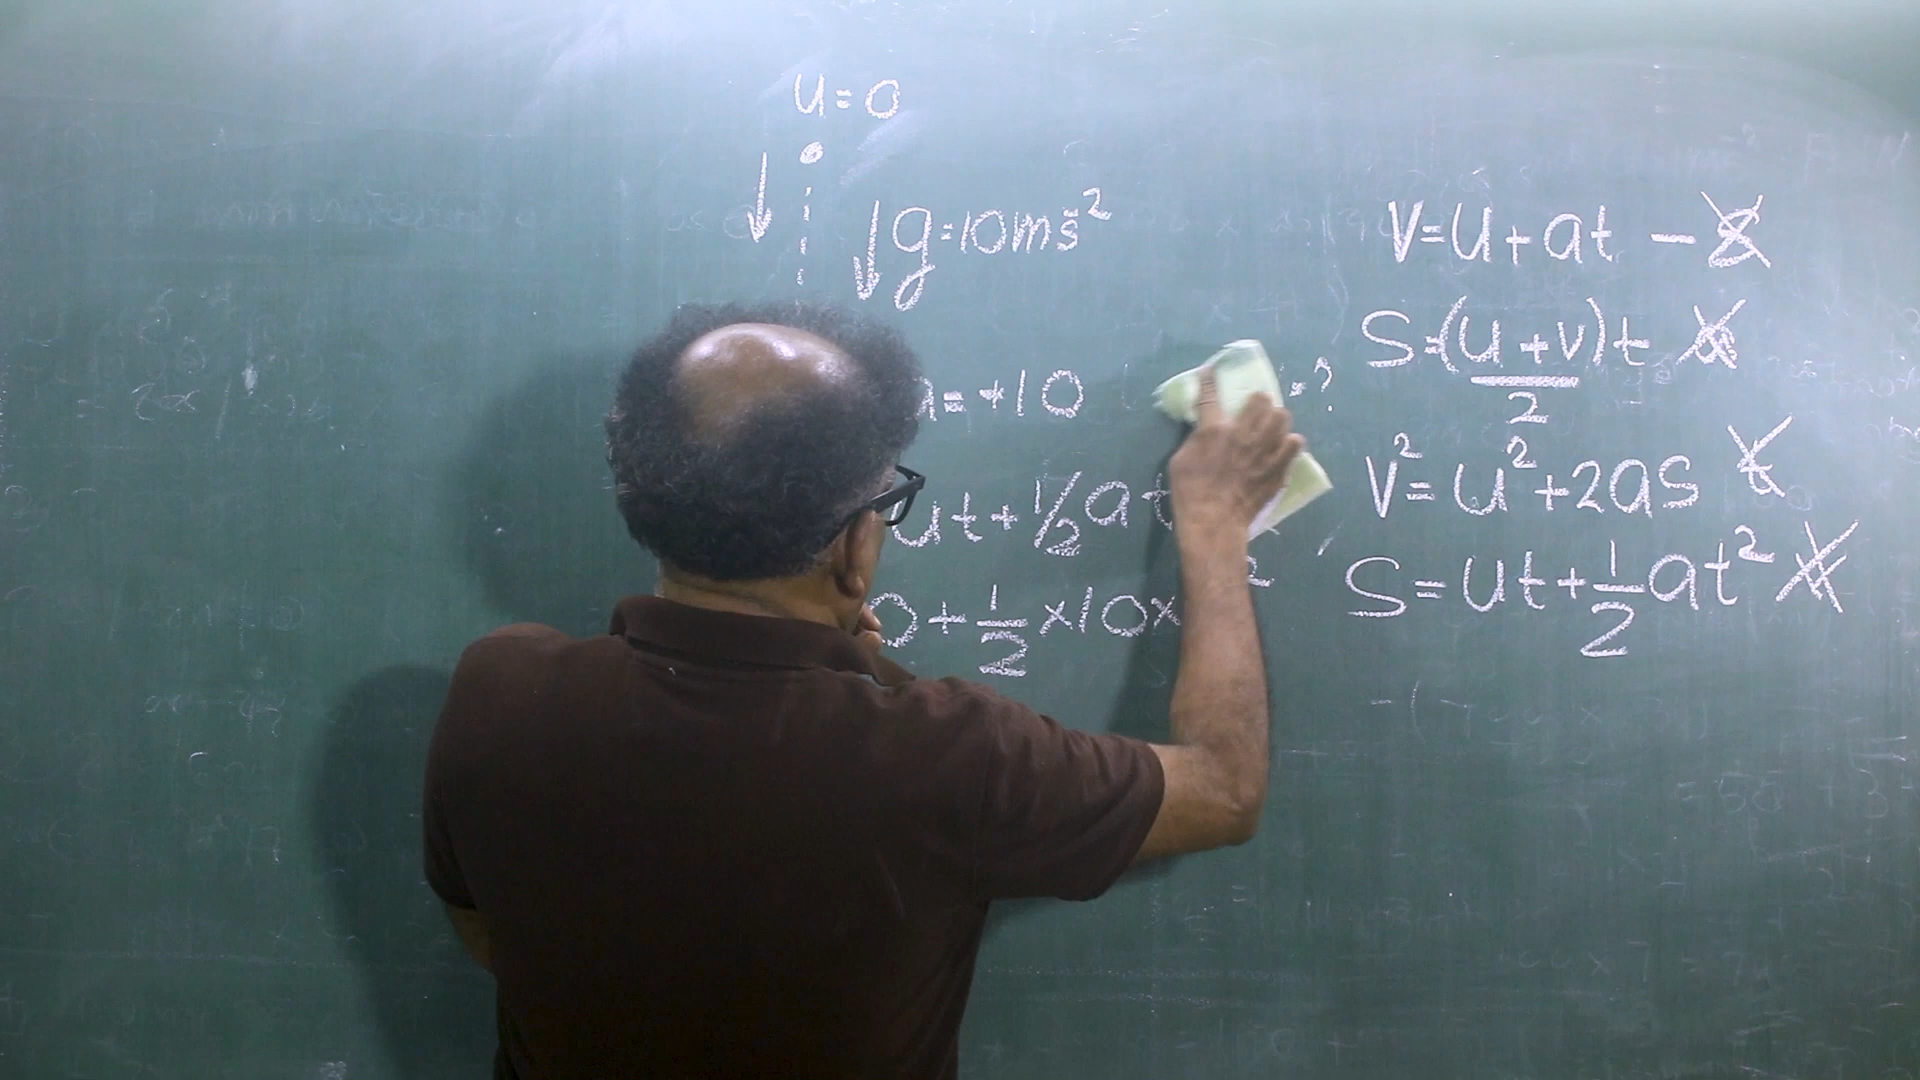 u=0
g=10ms⁻²
a=+10 =?
ut+½at
0+½×10× ²
V=u+at - s
S=(u+v)t/2 a
V²=u²+2as t
S=ut+½at² v